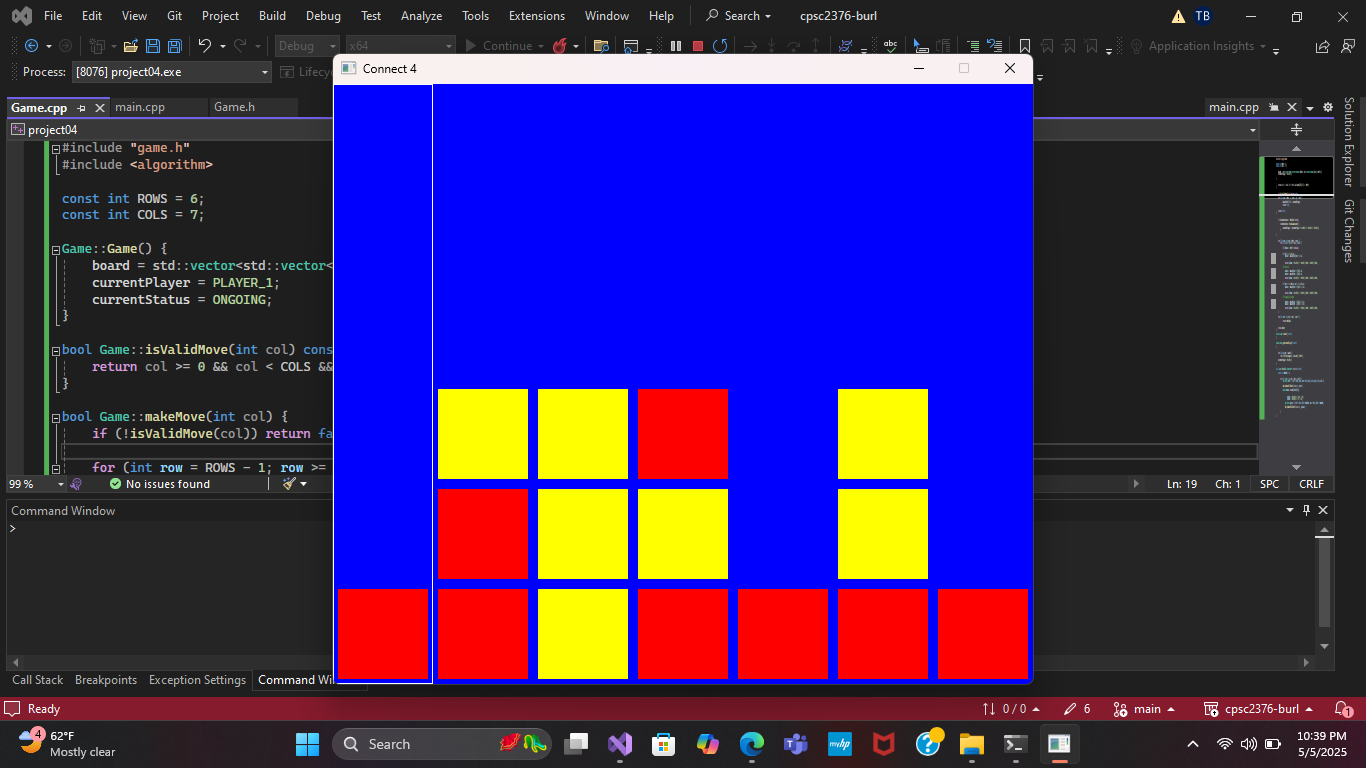 File Edit View Git Project Build Debug Test Analyze Tools Extensions Window Help Search cpsc2376-burl TB
Debug x64 Continue abc Application Insights
Process: [8076] project04.exe Lifecyc
Connect 4
Game.cpp main.cpp Game.h main.cpp
project04
#include "game.h"
#include <algorithm>
const int ROWS = 6;
const int COLS = 7;
Game::Game() {
board = std::vector<std::vector<
currentPlayer = PLAYER_1;
currentStatus = ONGOING;
}
bool Game::isValidMove(int col) cons
return col >= 0 && col < COLS &&
}
bool Game::makeMove(int col) {
if (!isValidMove(col)) return fa
for (int row = ROWS - 1; row >=
Solution Explorer
Git Changes
99 % No issues found Ln: 19 Ch: 1 SPC CRLF
Command Window
>
Call Stack Breakpoints Exception Settings Command Wi
Ready 0 / 0 6 main cpsc2376-burl 1
4 62°F
Mostly clear
Search
myhp
10:39 PM
5/5/2025